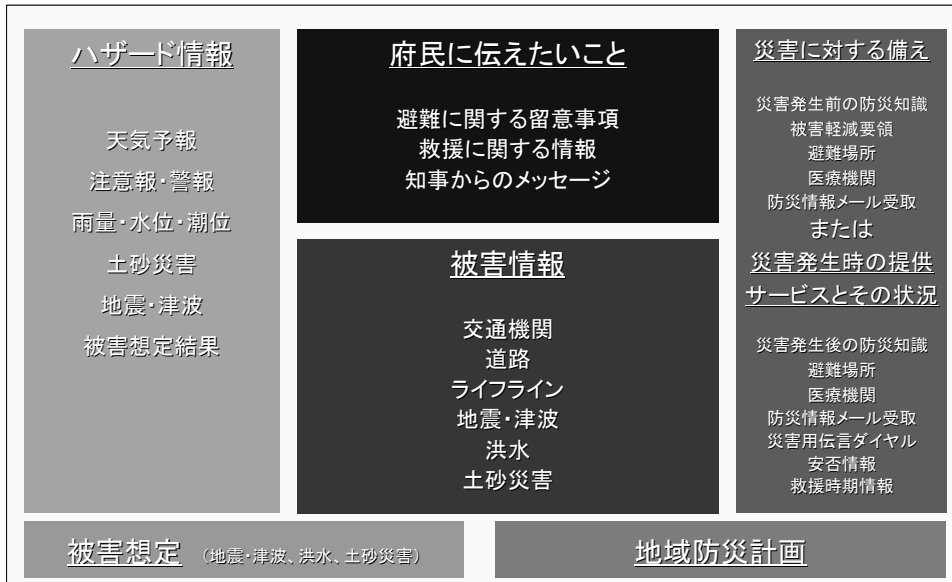 ハザード情報
天気予報
注意報・警報
雨量・水位・潮位
土砂災害
地震・津波
被害想定結果
府民に伝えたいこと
避難に関する留意事項
救援に関する情報
知事からのメッセージ
被害情報
交通機関
道路
ライフライン
地震・津波
洪水
土砂災害
災害に対する備え
災害発生前の防災知識
被害軽減要領
避難場所
医療機関
防災情報メール受取
または
災害発生時の提供
サービスとその状況
災害発生後の防災知識
避難場所
医療機関
防災情報メール受取
災害用伝言ダイヤル
安否情報
救援時期情報
被害想定 （地震・津波、洪水、土砂災害）
地域防災計画